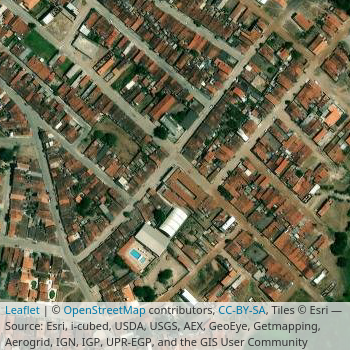 Leaflet | © OpenStreetMap contributors, CC-BY-SA, Tiles © Esri —
Source: Esri, i-cubed, USDA, USGS, AEX, GeoEye, Getmapping,
Aerogrid, IGN, IGP, UPR-EGP, and the GIS User Community